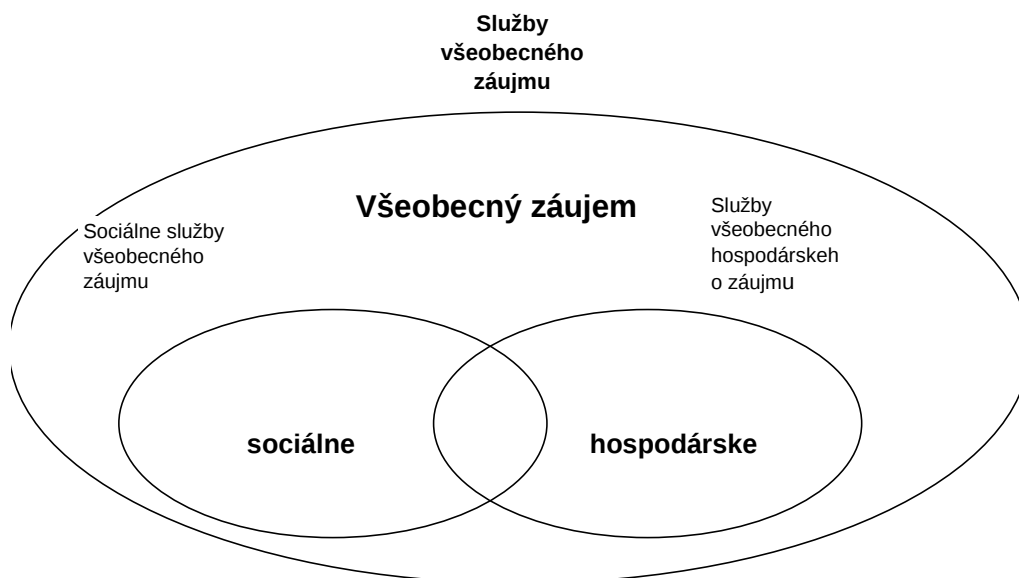 Služby
všeobecného
záujmu
Všeobecný záujem
Služby
všeobecného
hospodárskeh
o záujmu
Sociálne služby
všeobecného
záujmu
sociálne
hospodárske